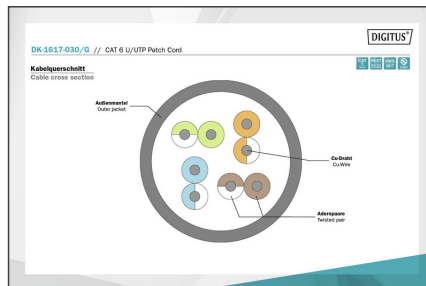 DIGITUS®
DK-1617-030/G // CAT 6 U/UTP Patch Cord
Kabelquerschnitt
Cable cross section
Außenmantel
Outer jacket
Cu-Draht
Cu-Wire
Aderpaare
Twisted pair